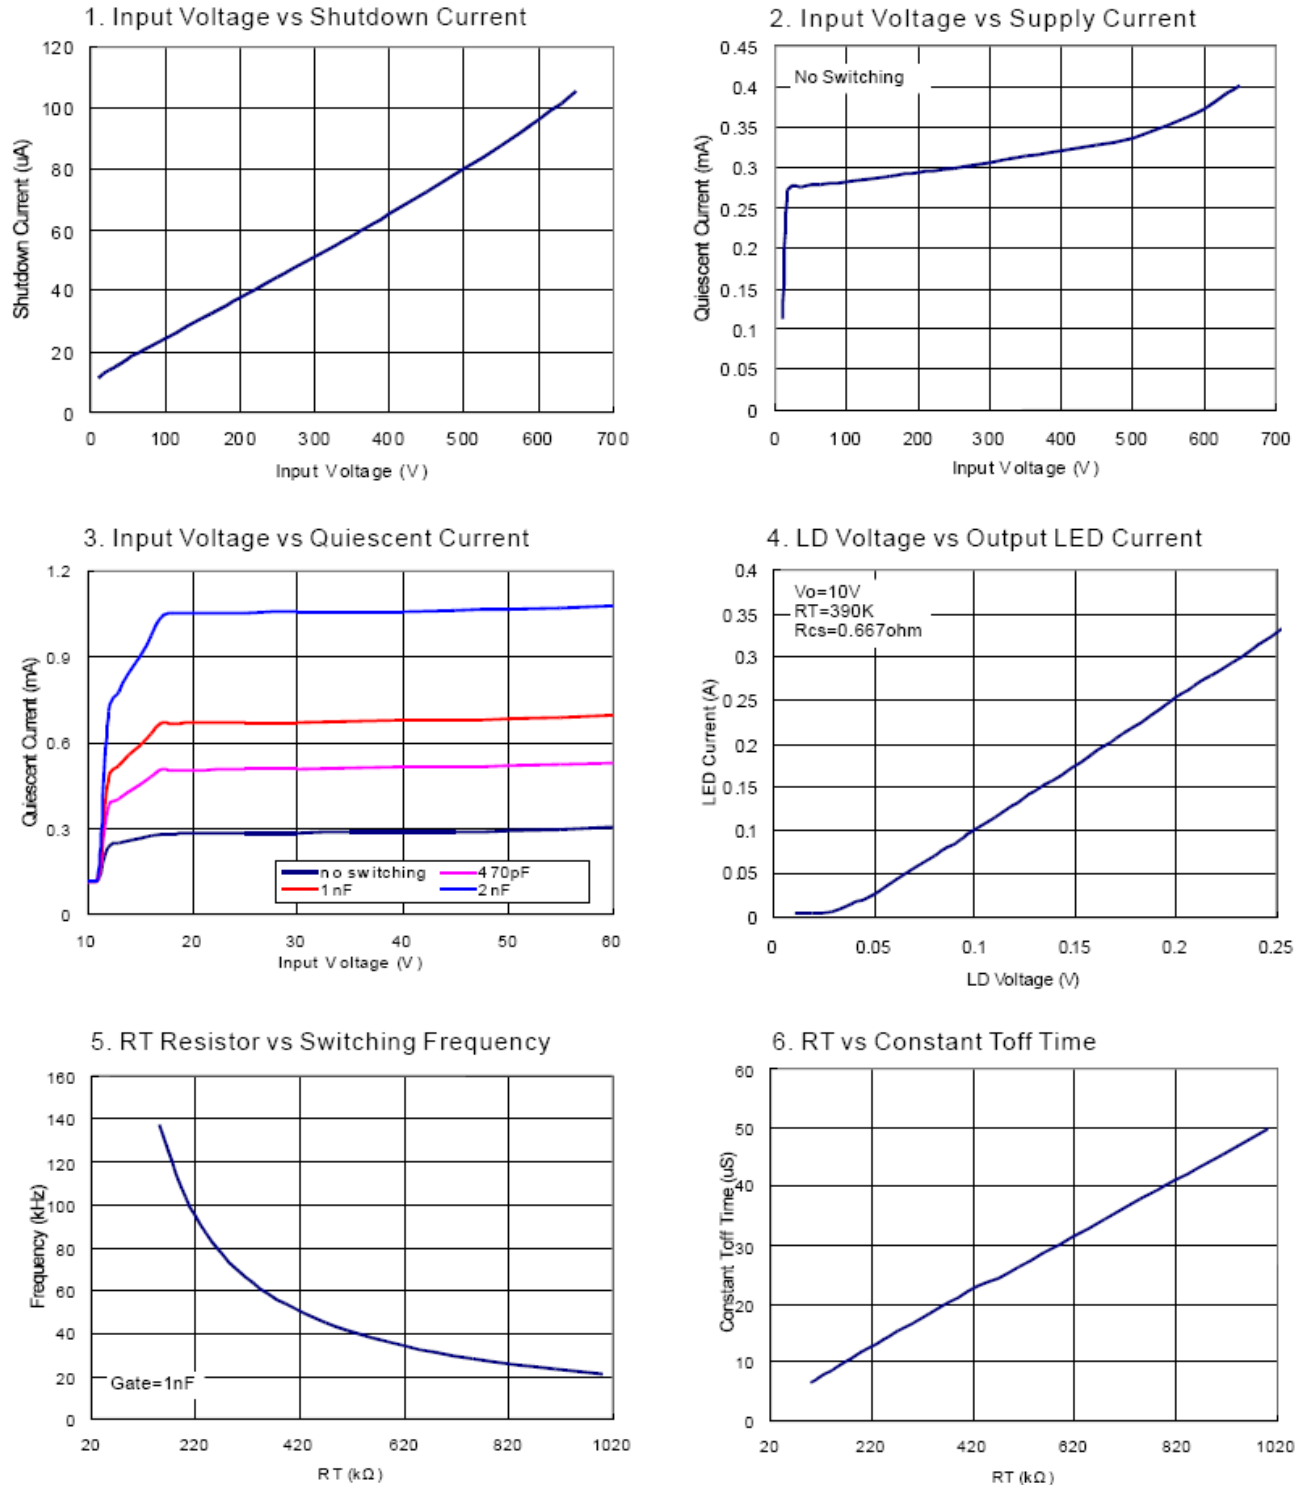 1. Input Voltage vs Shutdown Current
120
100
80
60
40
20
0
Shutdown Current (uA)
0 100 200 300 400 500 600 700
Input Voltage (V)
2. Input Voltage vs Supply Current
No Switching
0.45
0.4
0.35
0.3
0.25
0.2
0.15
0.1
0.05
0
Quiescent Current (mA)
0 100 200 300 400 500 600 700
Input Voltage (V)
3. Input Voltage vs Quiescent Current
1.2
0.9
0.6
0.3
0
Quiescent Current (mA)
no switching 470pF
1nF 2nF
10 20 30 40 50 60
Input Voltage (V)
4. LD Voltage vs Output LED Current
Vo=10V
RT=390K
Rcs=0.667ohm
0.4
0.35
0.3
0.25
0.2
0.15
0.1
0.05
0
LED Current (A)
0 0.05 0.1 0.15 0.2 0.25
LD Voltage (V)
5. RT Resistor vs Switching Frequency
160
140
120
100
80
60
40
20
0
Frequency (kHz)
Gate=1nF
20 220 420 620 820 1020
RT (kΩ)
6. RT vs Constant Toff Time
60
50
40
30
20
10
0
Constant Toff Time (uS)
20 220 420 620 820 1020
RT (kΩ)